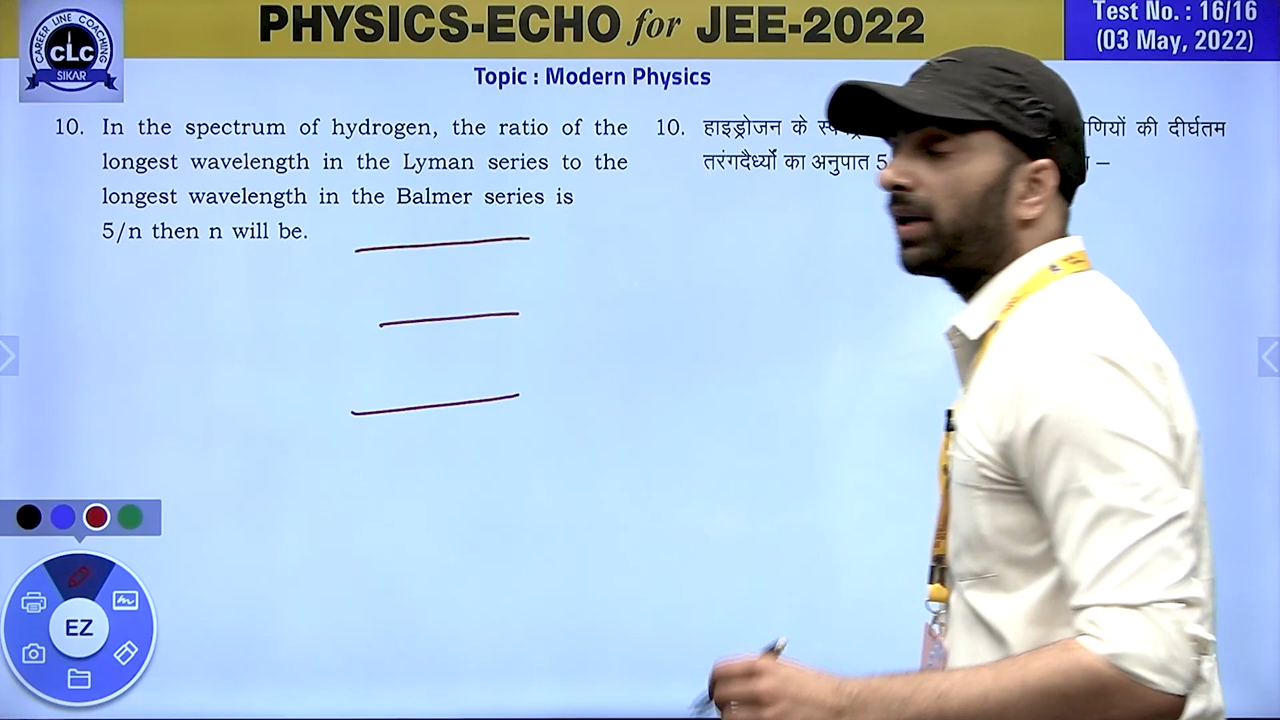 PHYSICS-ECHO for JEE-2022
Test No. : 16/16
(03 May, 2022)
CAREER LINE COACHING
CLC
SIKAR
Topic : Modern Physics
10. In the spectrum of hydrogen, the ratio of the
longest wavelength in the Lyman series to the
longest wavelength in the Balmer series is
5/n then n will be.
10. हाइड्रोजन के की दीर्घतम
तरंगदैर्ध्यों का अनुपात 5 –
EZ